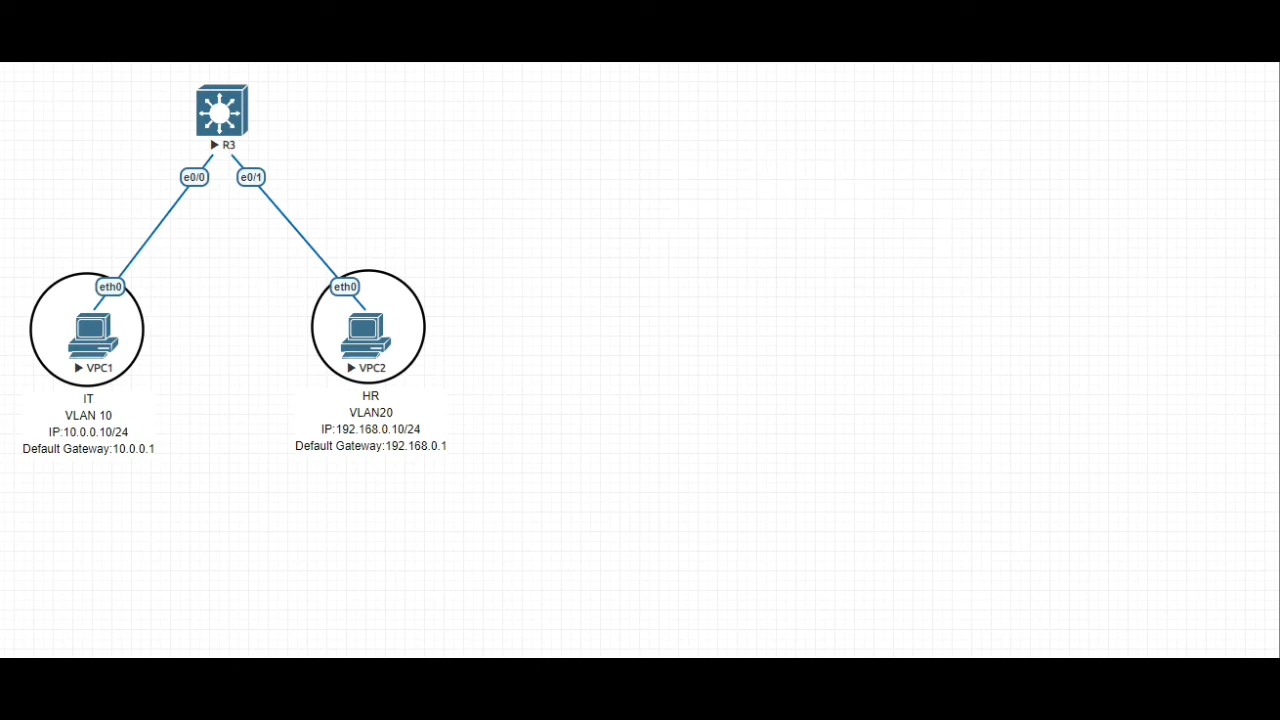 R3
e0/0
e0/1
eth0
eth0
VPC1
VPC2
IT
VLAN 10
IP:10.0.0.10/24
Default Gateway:10.0.0.1
HR
VLAN20
IP:192.168.0.10/24
Default Gateway:192.168.0.1